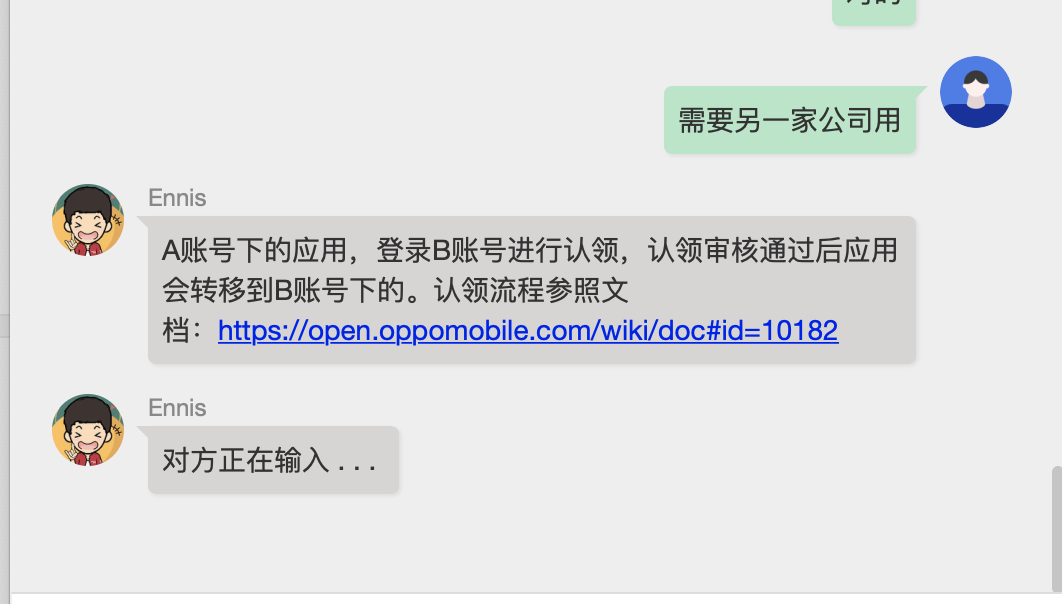 需要另一家公司用
Ennis
A账号下的应用，登录B账号进行认领，认领审核通过后应用
会转移到B账号下的。认领流程参照文
档：https://open.oppomobile.com/wiki/doc#id=10182
Ennis
对方正在输入 . . .